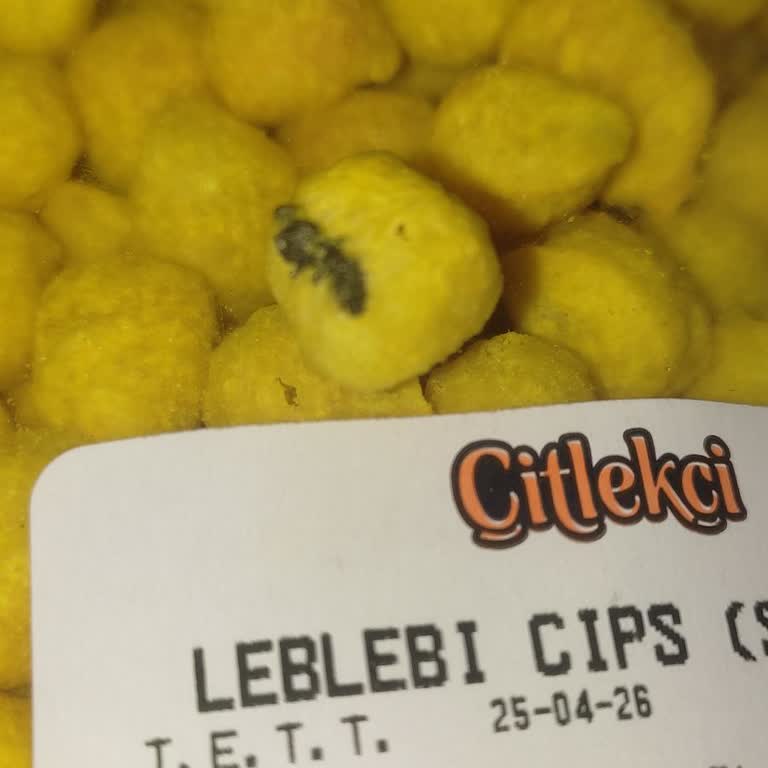 Çitlekçi
LEBLEBI CIPS
T.E.T.T. 25-04-26